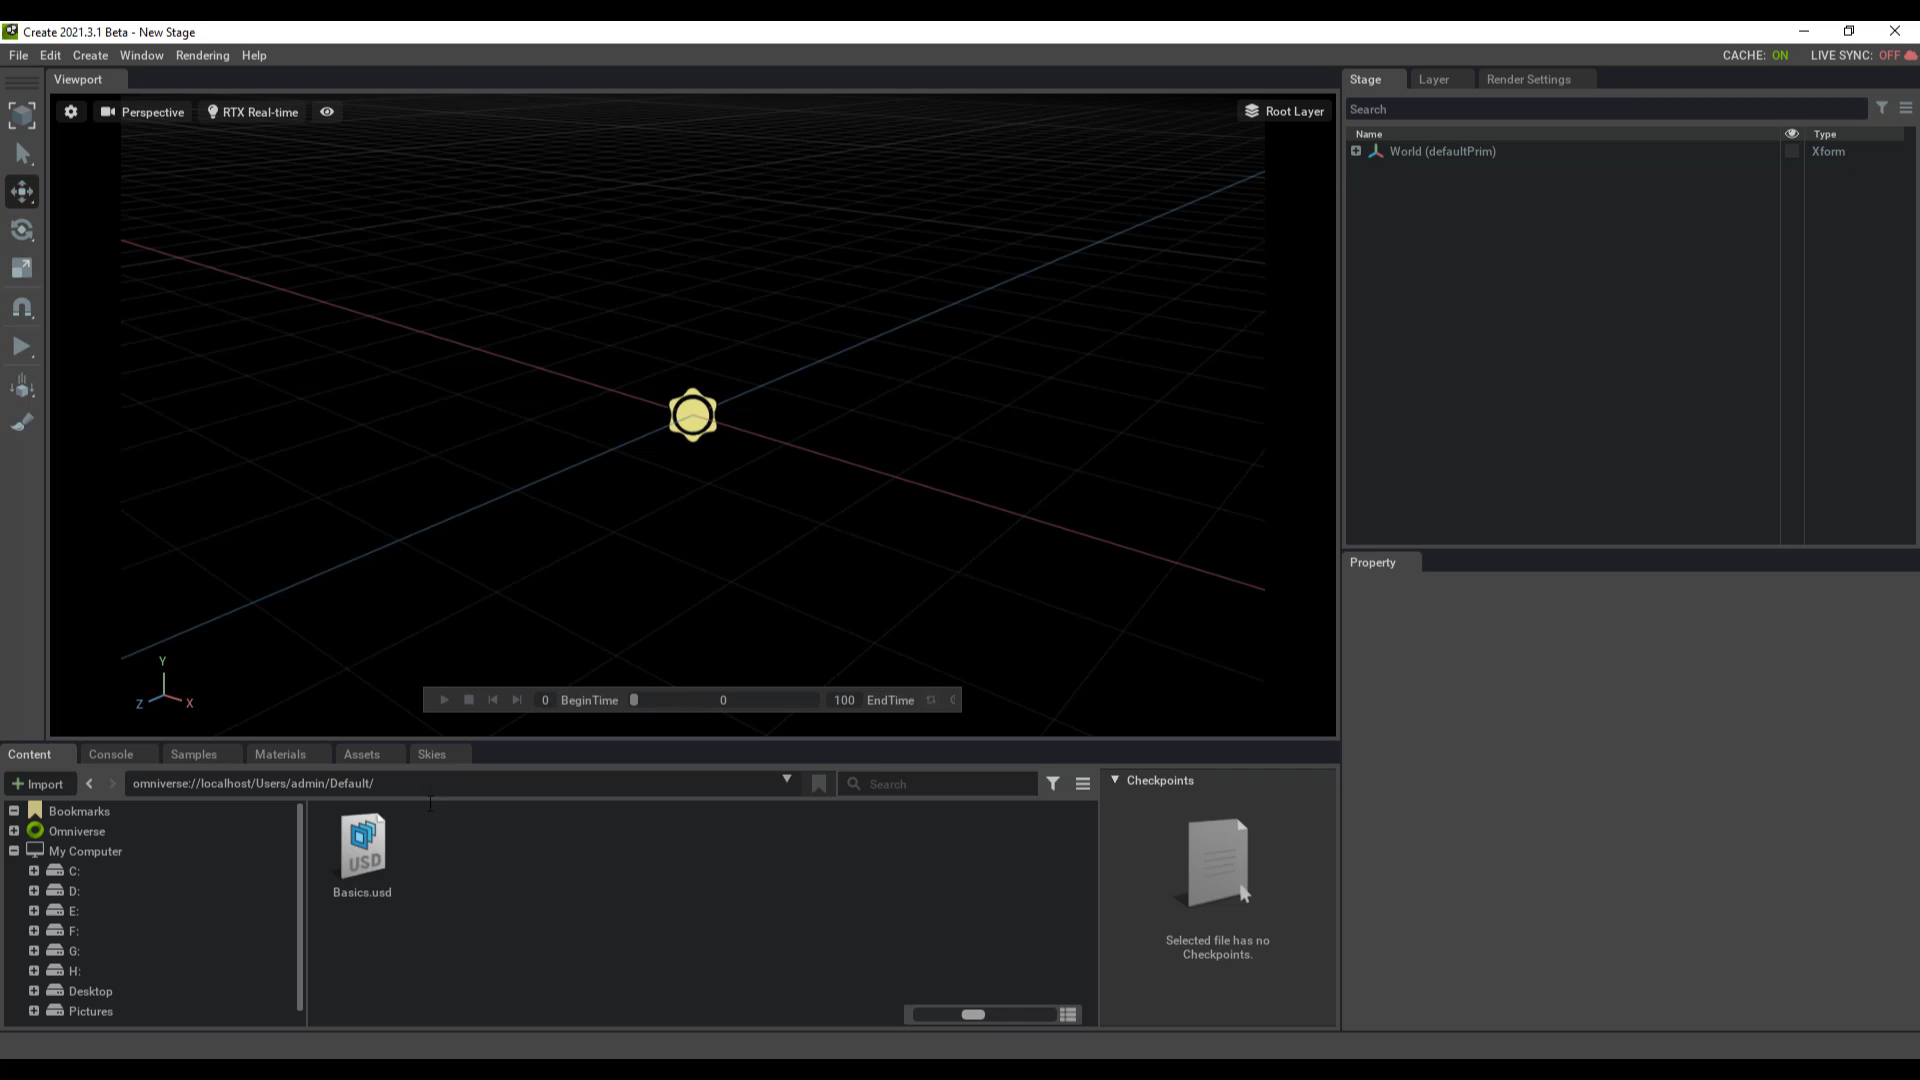 Create 2021.3.1 Beta - New Stage
File Edit Create Window Rendering Help
CACHE: ON LIVE SYNC: OFF
Viewport
Stage Layer Render Settings
Perspective RTX Real-time
Root Layer
Search
Name Type
World (defaultPrim) Xform
Property
Y
Z X
0 BeginTime 0 100 EndTime
Content Console Samples Materials Assets Skies
Import omniverse://localhost/Users/admin/Default/ Search
Checkpoints
Bookmarks
Omniverse
My Computer
C:
D:
E:
F:
G:
H:
Desktop
Pictures
USD
Basics.usd
Selected file has no
Checkpoints.